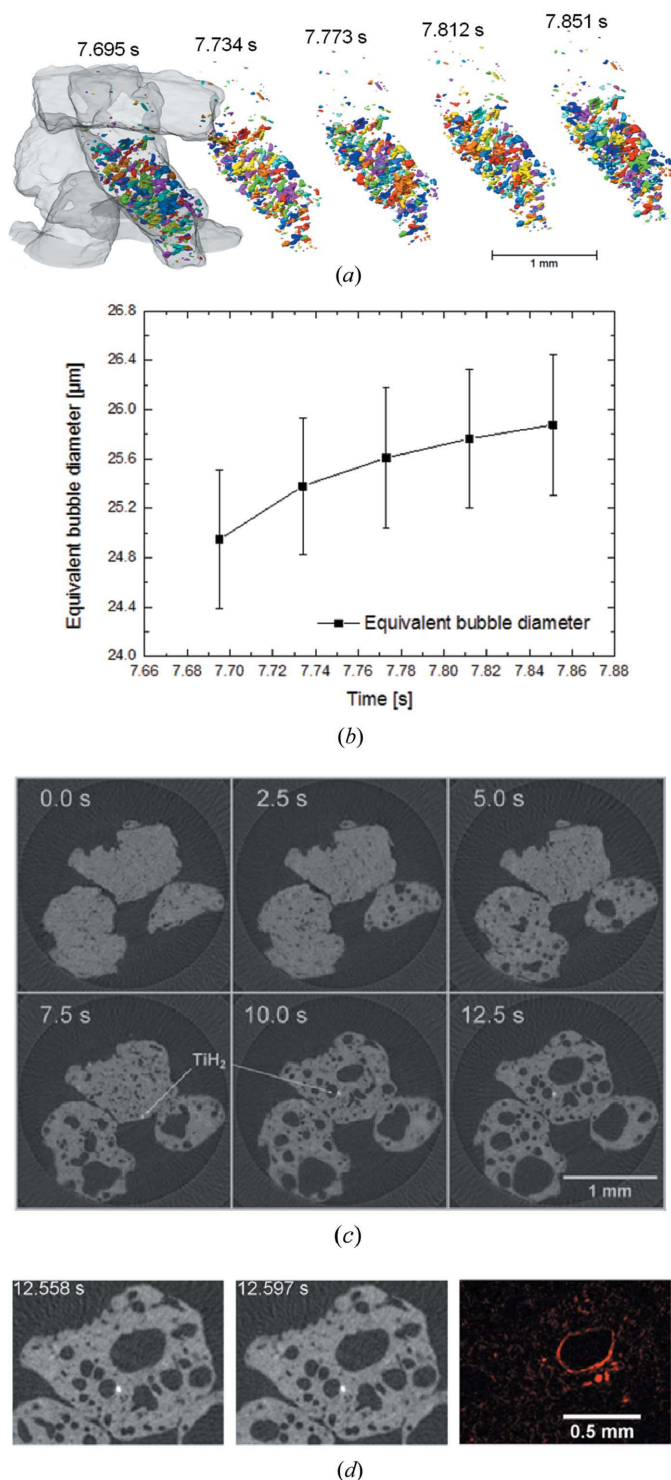 7.695 s
7.734 s
7.773 s
7.812 s
7.851 s
1 mm
(a)
Equivalent bubble diameter [µm]
26.8
26.4
26.0
25.6
25.2
24.8
24.4
24.0
Equivalent bubble diameter
7.66 7.68 7.70 7.72 7.74 7.76 7.78 7.80 7.82 7.84 7.86 7.88
Time [s]
(b)
0.0 s
2.5 s
5.0 s
7.5 s
10.0 s
12.5 s
TiH2
1 mm
(c)
12.558 s
12.597 s
0.5 mm
(d)